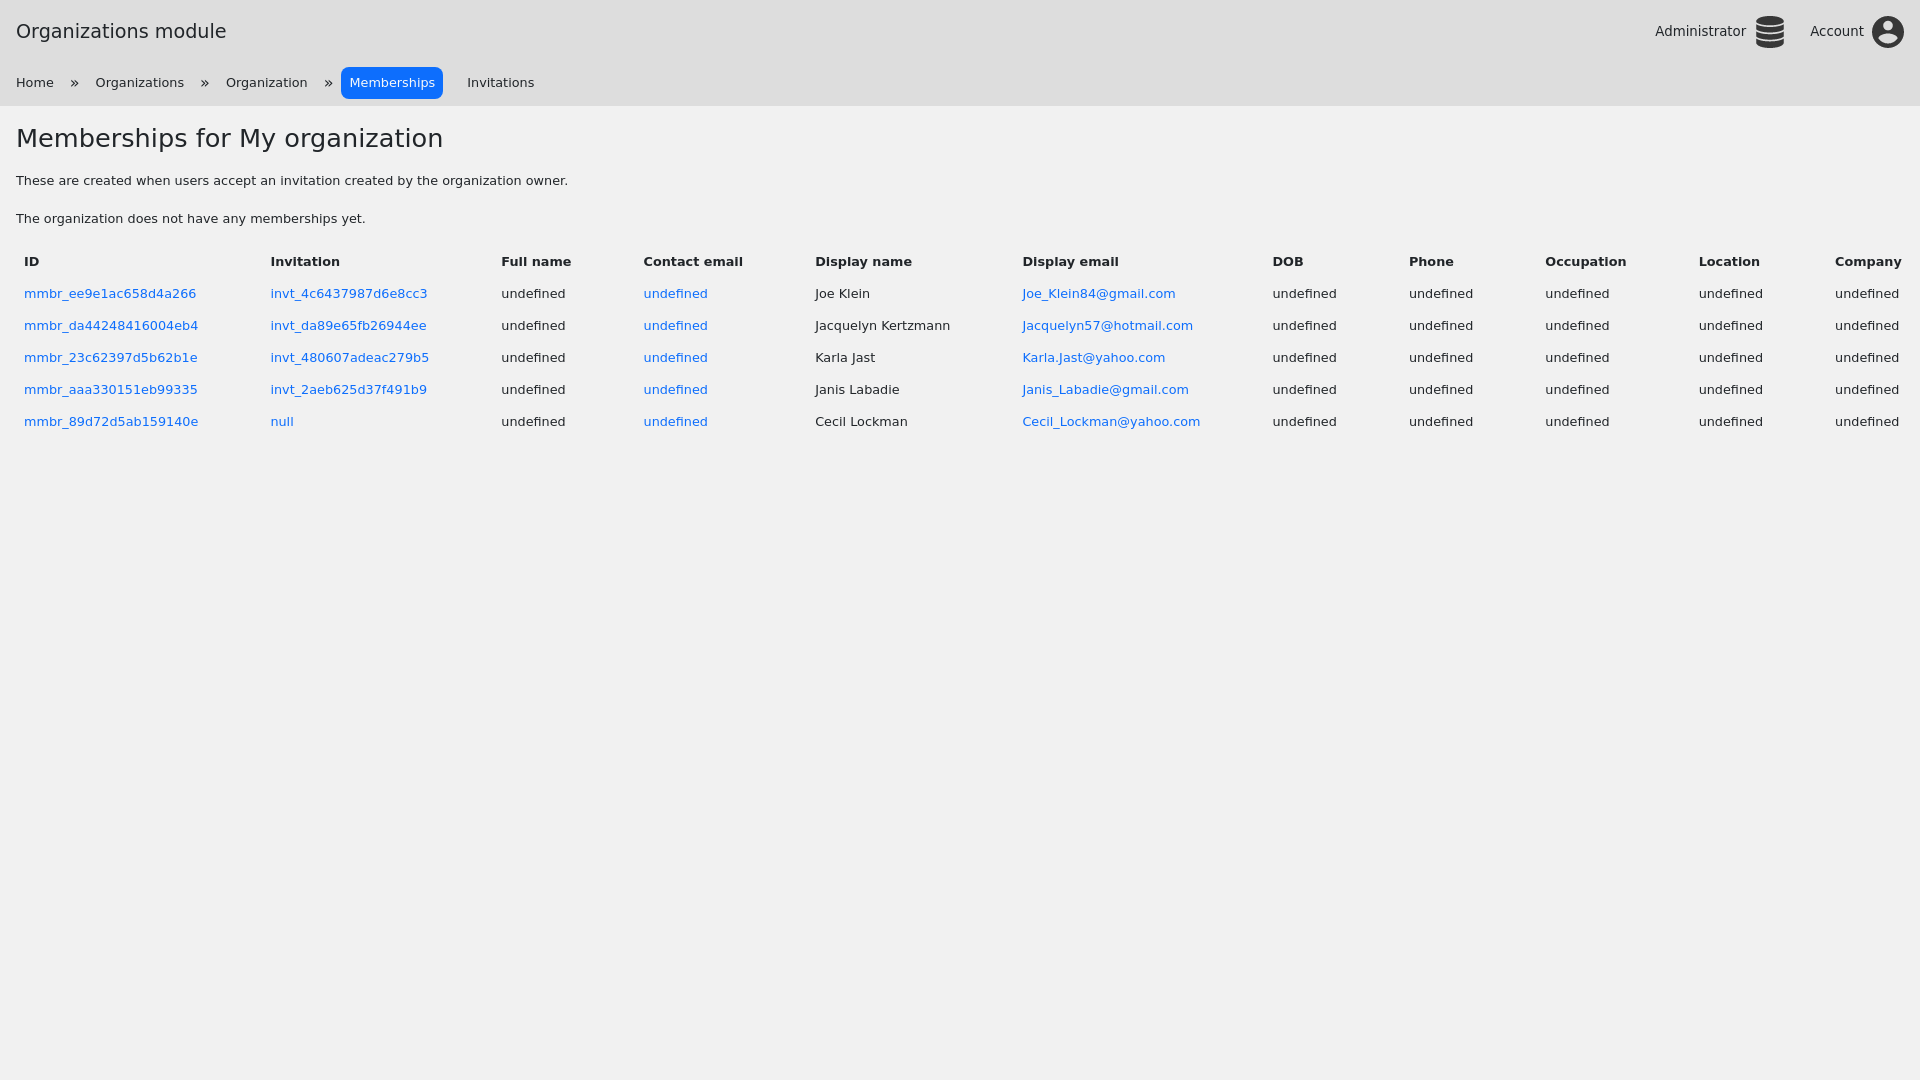 Organizations module
Administrator
Account
Home » Organizations » Organization » Memberships Invitations
Memberships for My organization
These are created when users accept an invitation created by the organization owner.
The organization does not have any memberships yet.
ID Invitation Full name Contact email Display name Display email DOB Phone Occupation Location Company
mmbr_ee9e1ac658d4a266 invt_4c6437987d6e8cc3 undefined undefined Joe Klein Joe_Klein84@gmail.com undefined undefined undefined undefined undefined
mmbr_da44248416004eb4 invt_da89e65fb26944ee undefined undefined Jacquelyn Kertzmann Jacquelyn57@hotmail.com undefined undefined undefined undefined undefined
mmbr_23c62397d5b62b1e invt_480607adeac279b5 undefined undefined Karla Jast Karla.Jast@yahoo.com undefined undefined undefined undefined undefined
mmbr_aaa330151eb99335 invt_2aeb625d37f491b9 undefined undefined Janis Labadie Janis_Labadie@gmail.com undefined undefined undefined undefined undefined
mmbr_89d72d5ab159140e null undefined undefined Cecil Lockman Cecil_Lockman@yahoo.com undefined undefined undefined undefined undefined